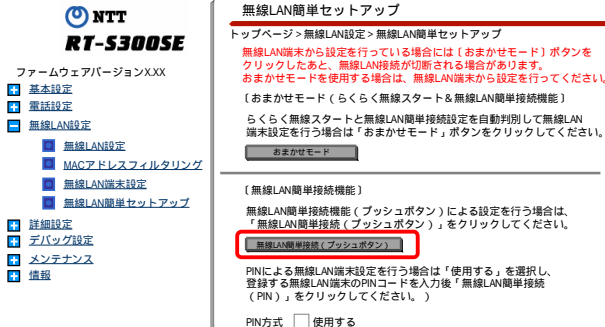 NTT
RT-S300SE
ファームウェアバージョンX.XX
基本設定
電話設定
無線LAN設定
無線LAN設定
MACアドレスフィルタリング
無線LAN端末設定
無線LAN簡単セットアップ
詳細設定
デバッグ設定
メンテナンス
情報
無線LAN簡単セットアップ
トップページ > 無線LAN設定 > 無線LAN簡単セットアップ
無線LAN端末から設定を行っている場合には〔おまかせモード〕ボタンを
クリックしたあと、無線LAN接続が切断される場合があります。
おまかせモードを使用する場合は、無線LAN端末から設定を行ってください。
〔おまかせモード（らくらく無線スタート＆無線LAN簡単接続機能〕
らくらく無線スタートと無線LAN簡単接続設定を自動判別して無線LAN
端末設定を行う場合は「おまかせモード」ボタンをクリックしてください。
おまかせモード
〔無線LAN簡単接続機能〕
無線LAN簡単接続機能（プッシュボタン）による設定を行う場合は、
「無線LAN簡単接続（プッシュボタン）」をクリックしてください。
無線LAN簡単接続（プッシュボタン）
PINによる無線LAN端末設定を行う場合は「使用する」を選択し、
登録する無線LAN端末のPINコードを入力後「無線LAN簡単接続
（PIN）」をクリックしてください。）
PIN方式 使用する